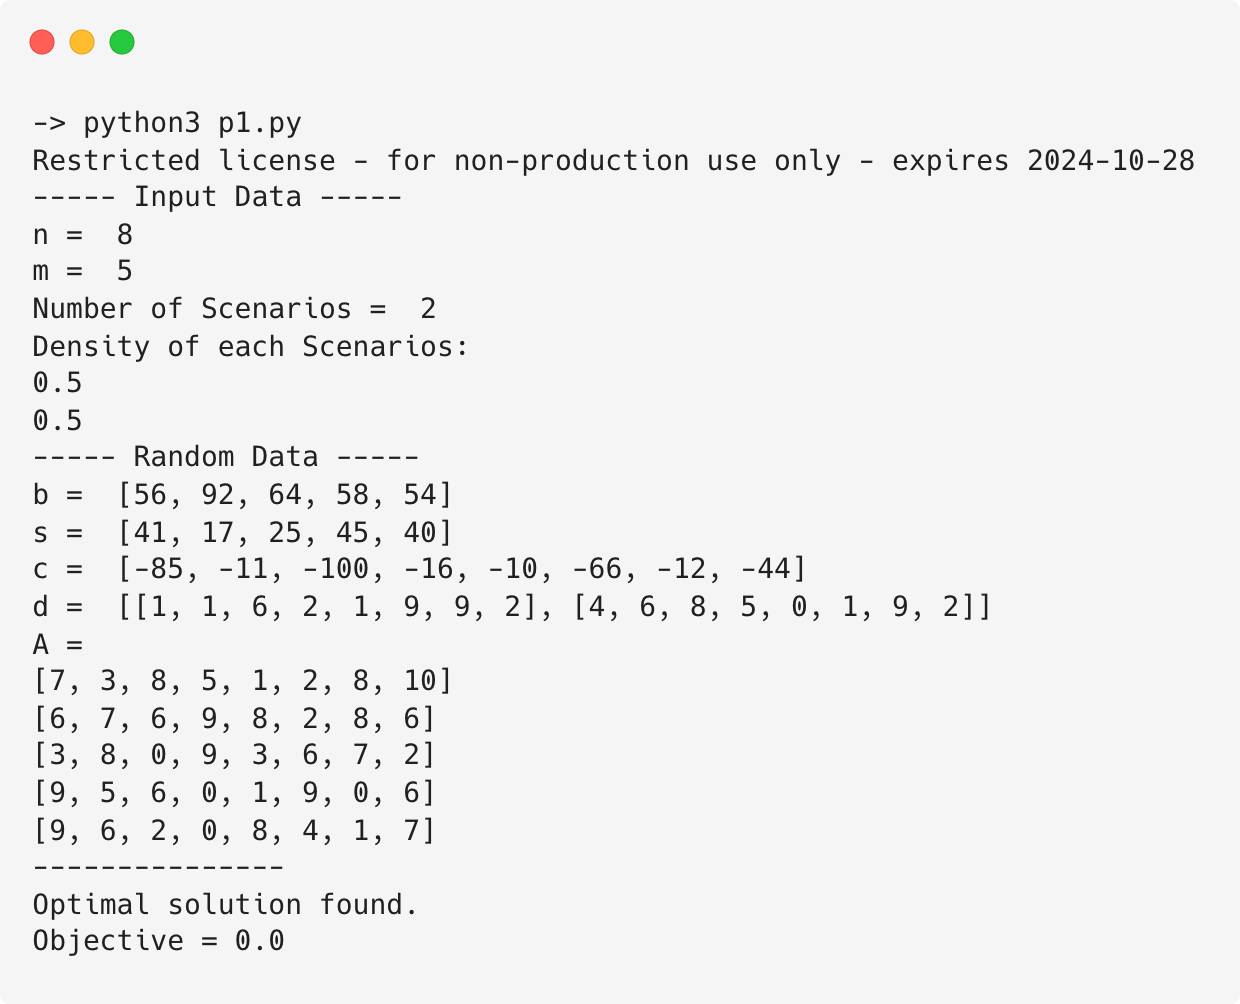 -> python3 p1.py
Restricted license - for non-production use only - expires 2024-10-28
----- Input Data -----
n =  8
m =  5
Number of Scenarios =  2
Density of each Scenarios:
0.5
0.5
----- Random Data -----
b =  [56, 92, 64, 58, 54]
s =  [41, 17, 25, 45, 40]
c =  [-85, -11, -100, -16, -10, -66, -12, -44]
d =  [[1, 1, 6, 2, 1, 9, 9, 2], [4, 6, 8, 5, 0, 1, 9, 2]]
A =
[7, 3, 8, 5, 1, 2, 8, 10]
[6, 7, 6, 9, 8, 2, 8, 6]
[3, 8, 0, 9, 3, 6, 7, 2]
[9, 5, 6, 0, 1, 9, 0, 6]
[9, 6, 2, 0, 8, 4, 1, 7]
---------------
Optimal solution found.
Objective = 0.0